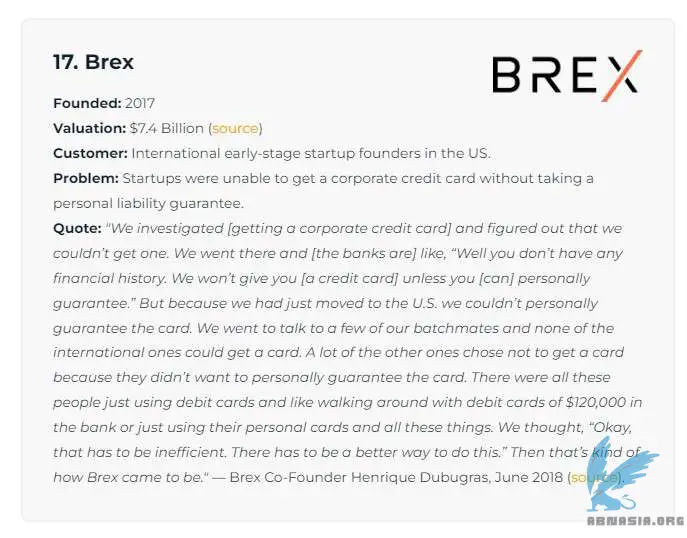 17. Brex
BREX
Founded: 2017
Valuation: $7.4 Billion (source)
Customer: International early-stage startup founders in the US.
Problem: Startups were unable to get a corporate credit card without taking a
personal liability guarantee.
Quote: "We investigated [getting a corporate credit card] and figured out that we
couldn’t get one. We went there and [the banks are] like, “Well you don’t have any
financial history. We won’t give you [a credit card] unless you [can] personally
guarantee.” But because we had just moved to the U.S. we couldn’t personally
guarantee the card. We went to talk to a few of our batchmates and none of the
international ones could get a card. A lot of the other ones chose not to get a card
because they didn’t want to personally guarantee the card. There were all these
people just using debit cards and like walking around with debit cards of $120,000 in
the bank or just using their personal cards and all these things. We thought, “Okay,
that has to be inefficient. There has to be a better way to do this.” Then that’s kind of
how Brex came to be." — Brex Co-Founder Henrique Dubugras, June 2018 (source).
ABNASIA.ORG